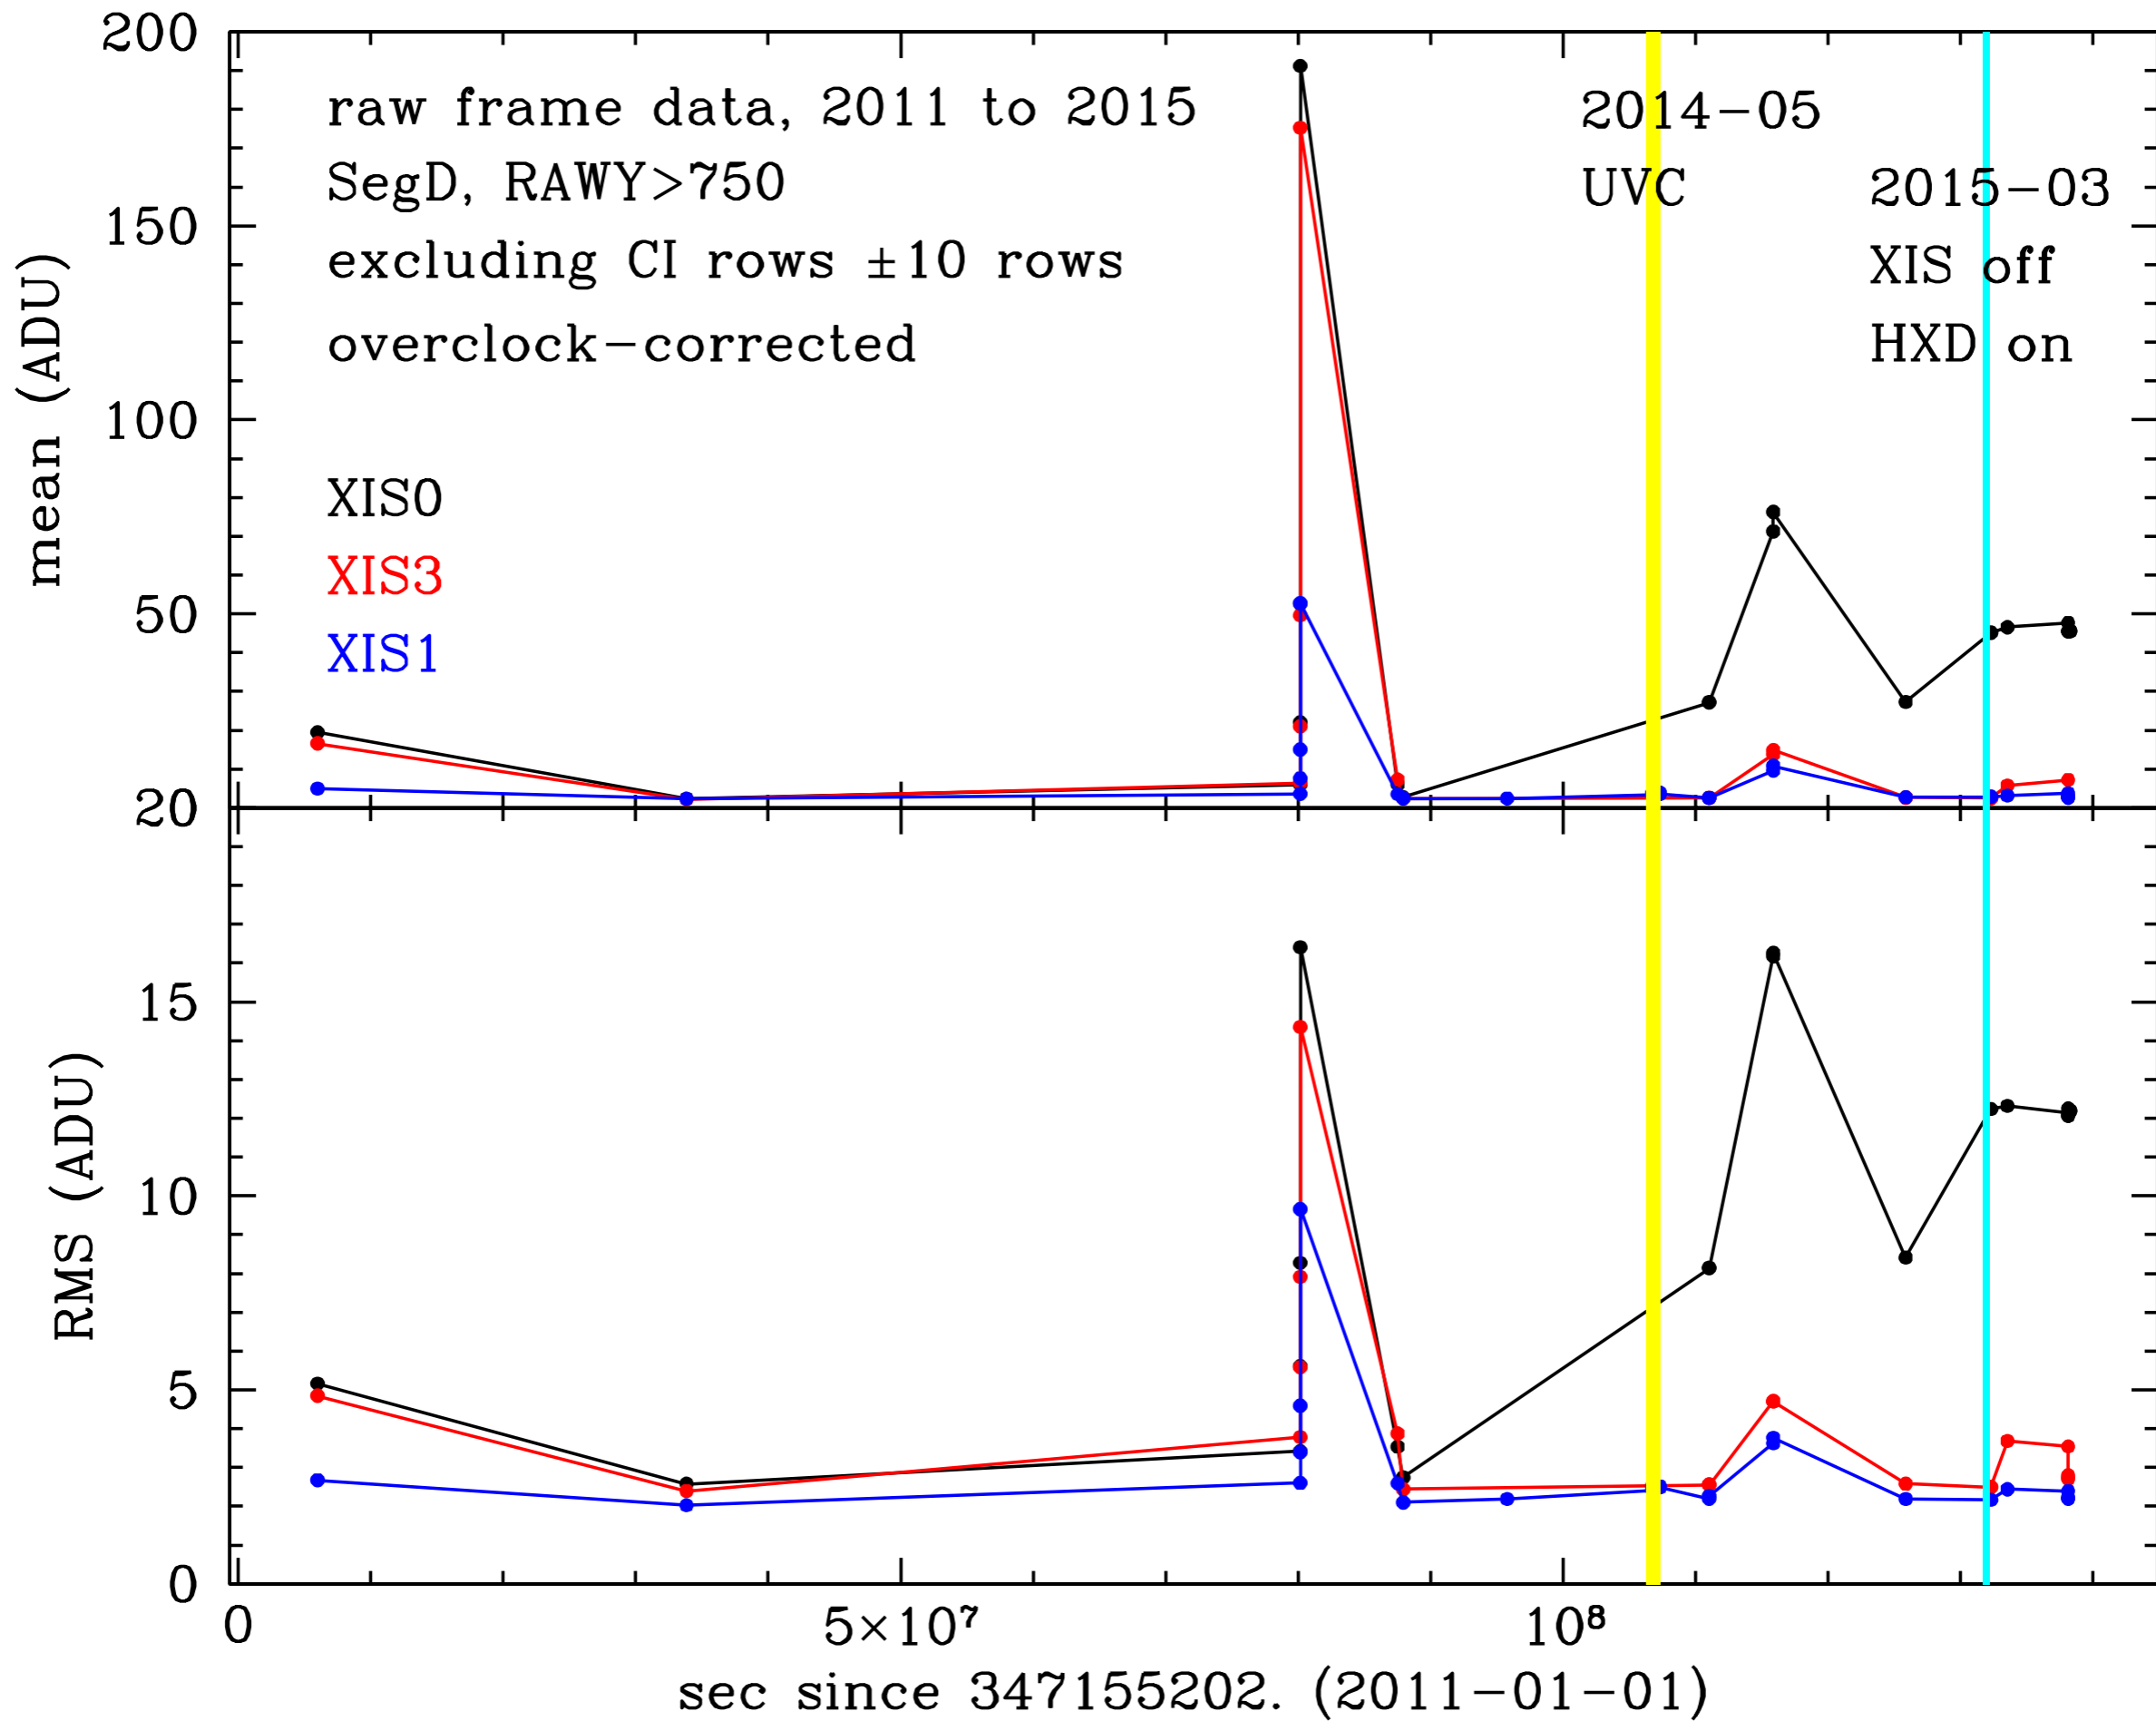 200
raw frame data, 2011 to 2015
2014-05
SegD, RAWY>750
UVC
2015-03
150
excluding CI rows ±10 rows
XIS off
overclock-corrected
HXD on
mean (ADU)
100
XIS0
XIS3
50
XIS1
20
15
RMS (ADU)
10
5
0
0
5×10⁷
10⁸
sec since 347155202. (2011-01-01)